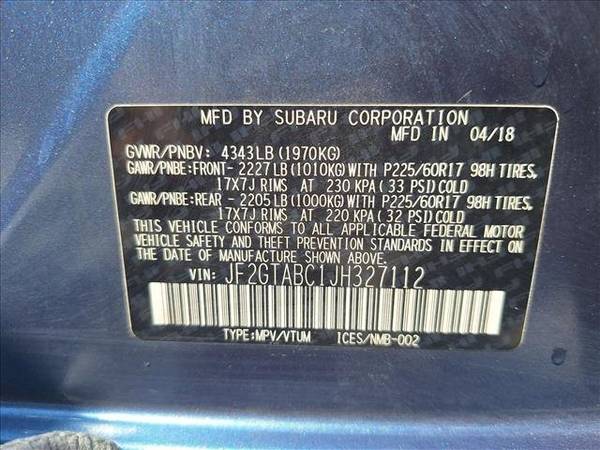 MFD BY SUBARU CORPORATION
MFD IN 04/18
GVWR/PNBV: 4343LB (1970KG)
GAWR/PNBE:FRONT- 2227 LB (1010KG) WITH P225/60R17 98H TIRES,
17X7J RIMS AT 230 KPA (33 PSI) COLD
GAWR/PNBE:REAR - 2205 LB (1000KG) WITH P225/60R17 98H TIRES,
17X7J RIMS AT 220 KPA (32 PSI) COLD
THIS VEHICLE CONFORMS TO ALL APPLICABLE FEDERAL MOTOR
VEHICLE SAFETY AND THEFT PREVENTION STANDARDS IN EFFECT ON
THE DATE OF MANUFACTURE SHOWN ABOVE.
VIN: JF2GTABC1JH327112
TYPE:MPV/VTUM ICES/NMB-002